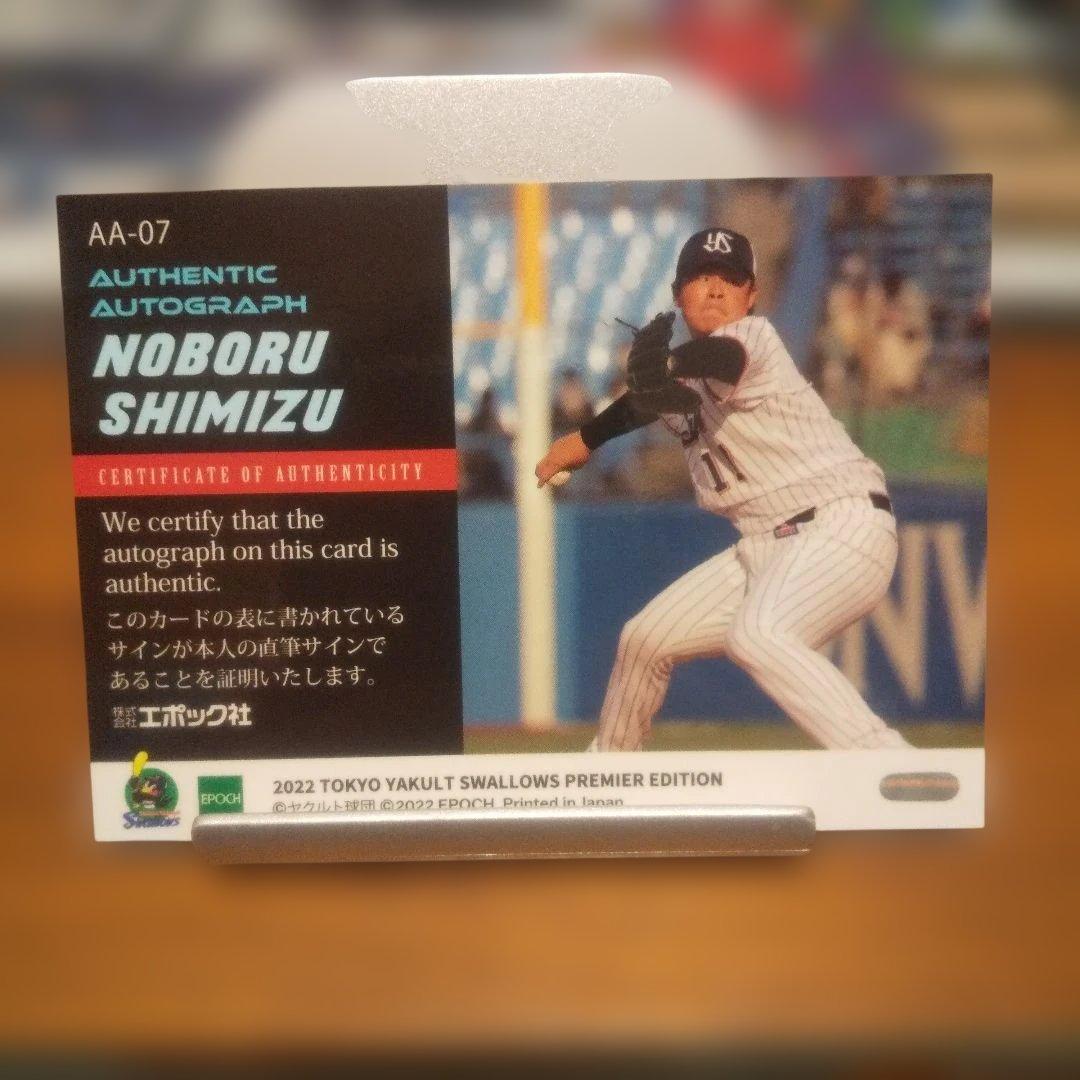 AA-07
AUTHENTIC
AUTOGRAPH
NOBORU
SHIMIZU
CERTIFICATE OF AUTHENTICITY
We certify that the
autograph on this card is
authentic.
このカードの表に書かれている
サインが本人の直筆サインで
あることを証明いたします。
株式会社エポック社
YS
11
NW
Swallows
EPOCH
2022 TOKYO YAKULT SWALLOWS PREMIER EDITION
©ヤクルト球団 ©2022 EPOCH Printed in Japan